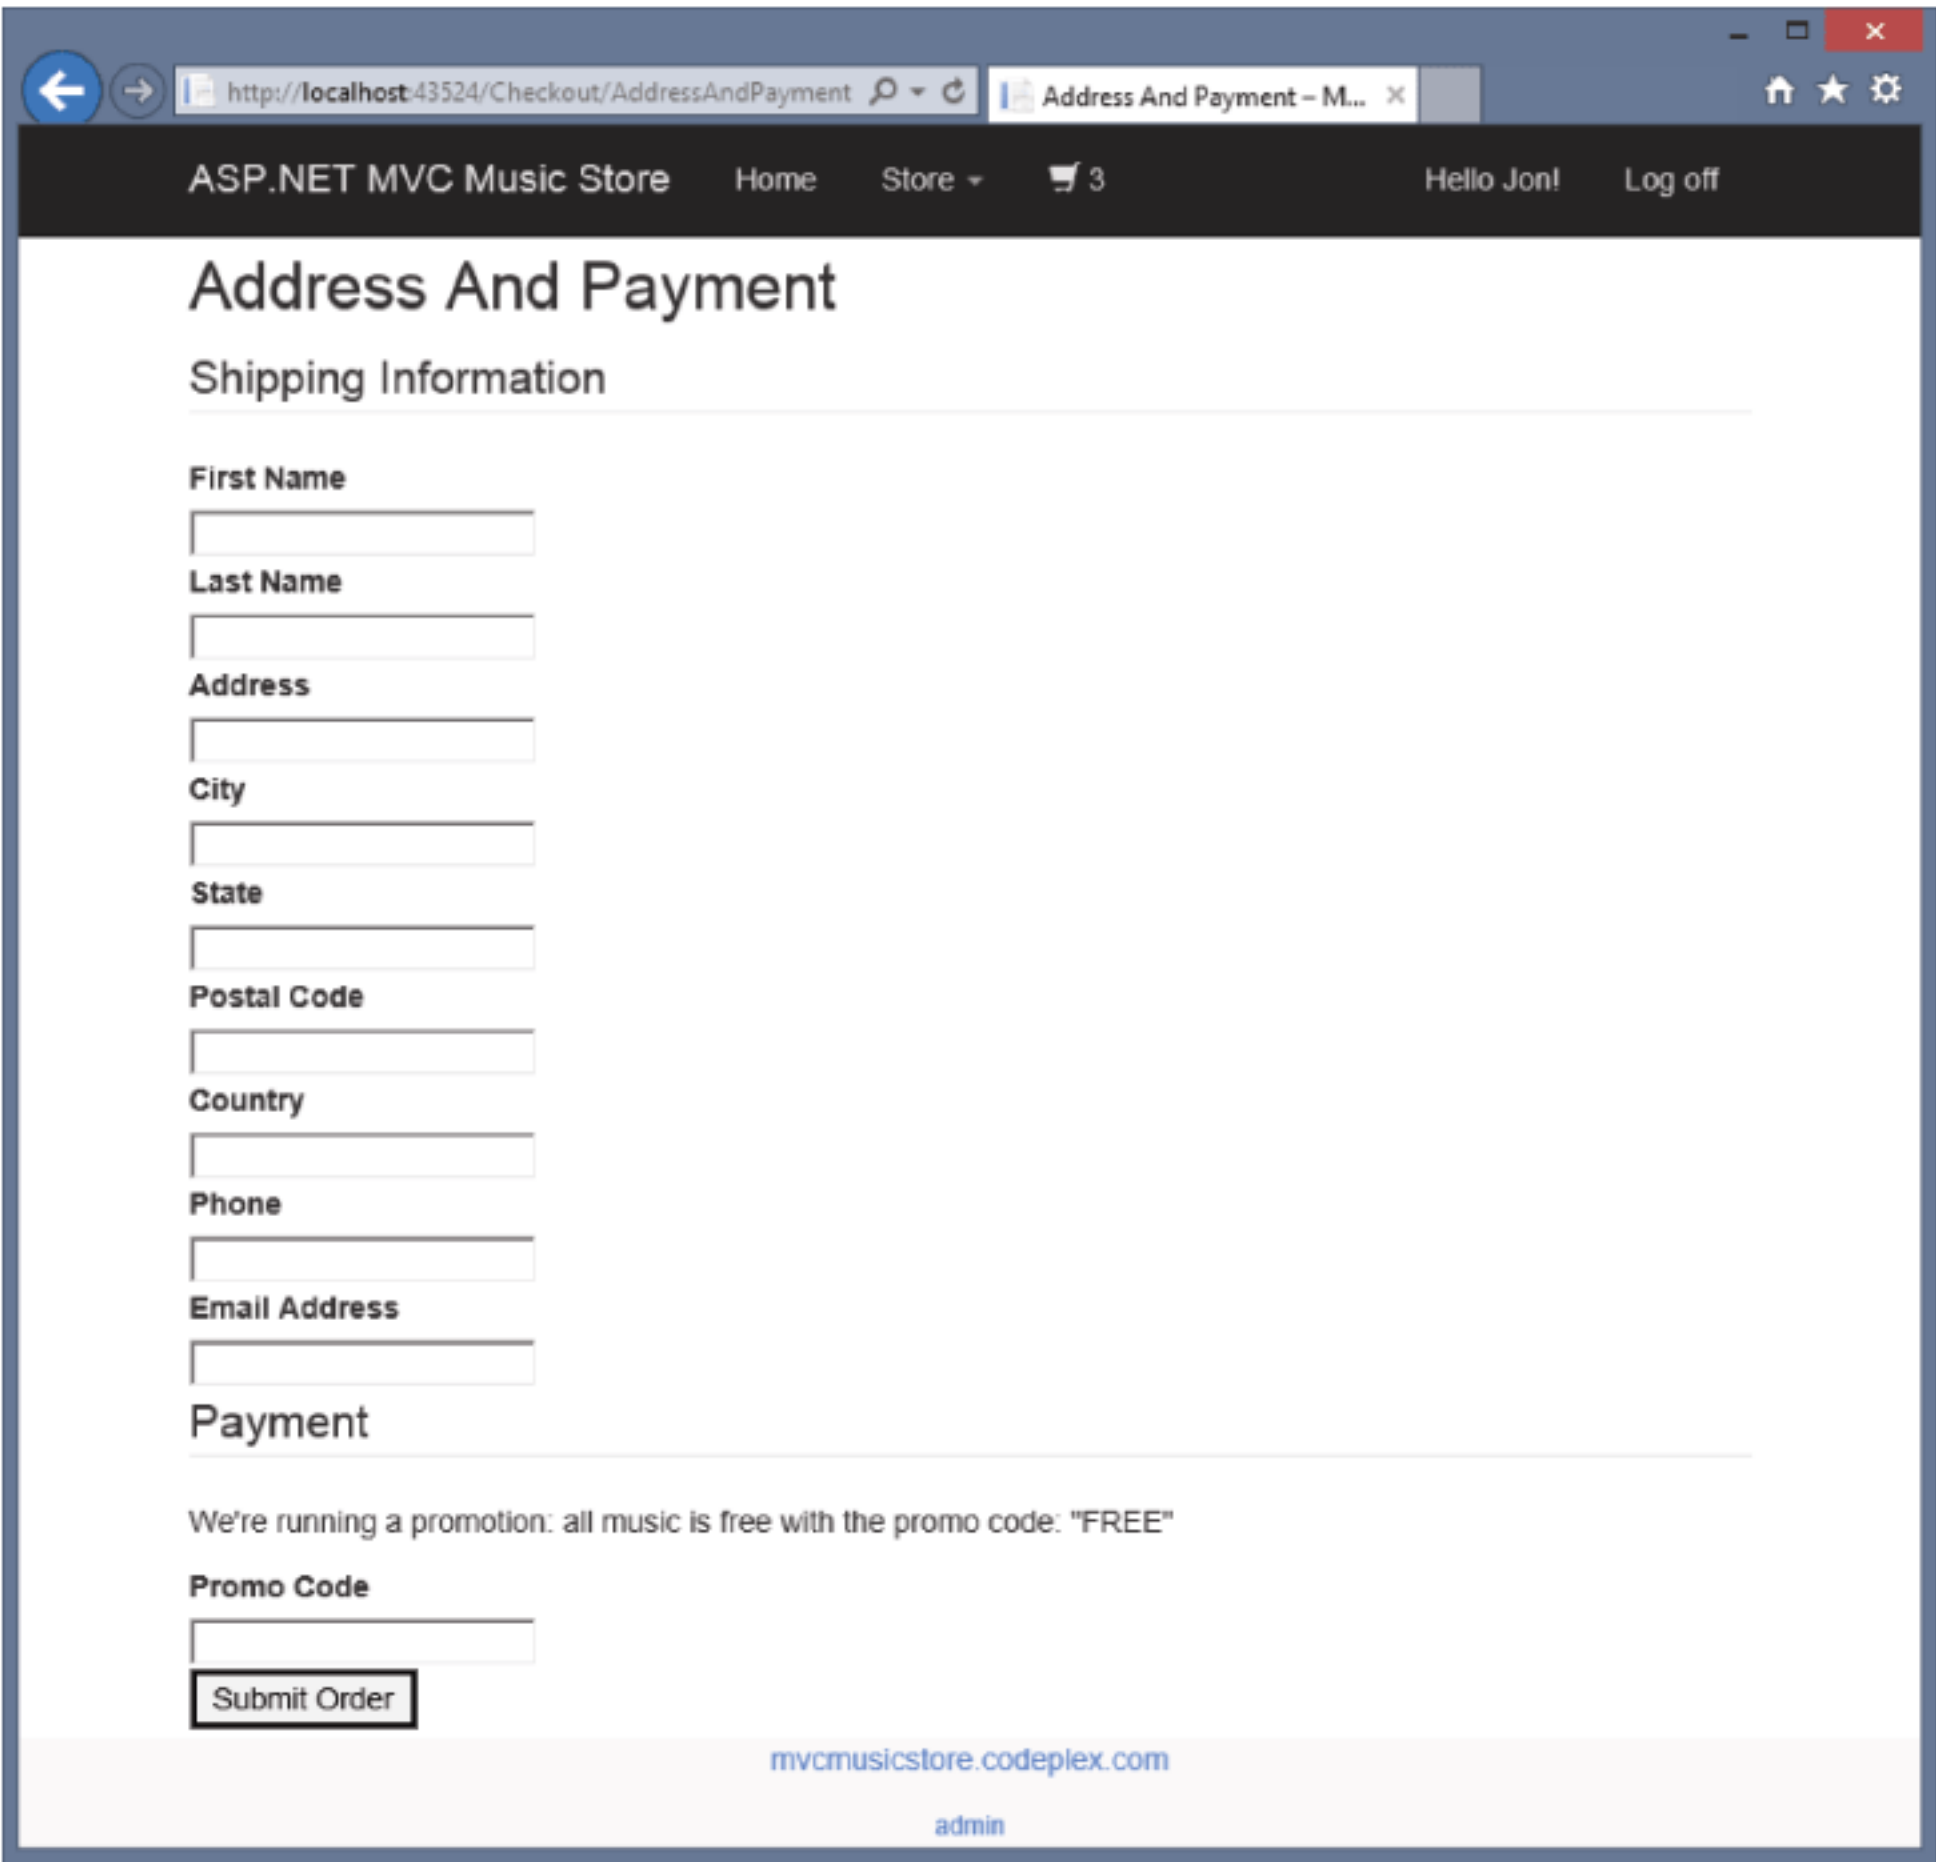 http://localhost:43524/Checkout/AddressAndPayment
Address And Payment – M...
ASP.NET MVC Music Store Home Store 3 Hello Jon! Log off
Address And Payment
Shipping Information
First Name
Last Name
Address
City
State
Postal Code
Country
Phone
Email Address
Payment
We're running a promotion: all music is free with the promo code: "FREE"
Promo Code
Submit Order
mvcmusicstore.codeplex.com
admin